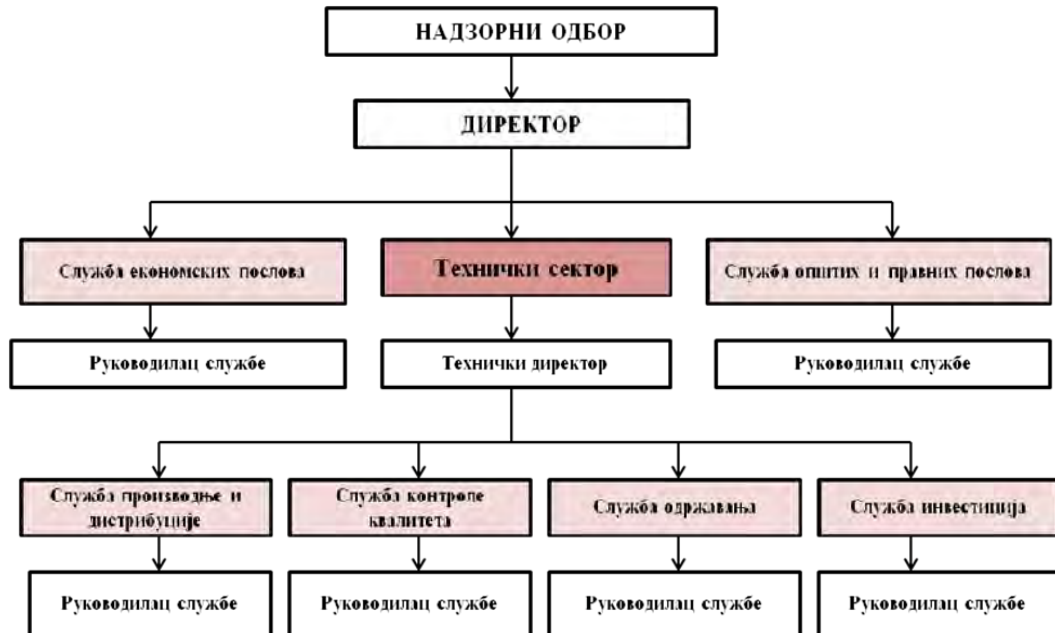 НАДЗОРНИ ОДБОР
ДИРЕКТОР
Служба економских послова
Технички сектор
Служба општих и правних послова
Руководилац службе
Технички директор
Руководилац службе
Служба производње и
дистрибуције
Служба контроле
квалитета
Служба одржавања
Служба инвестиција
Руководилац службе
Руководилац службе
Руководилац службе
Руководилац службе